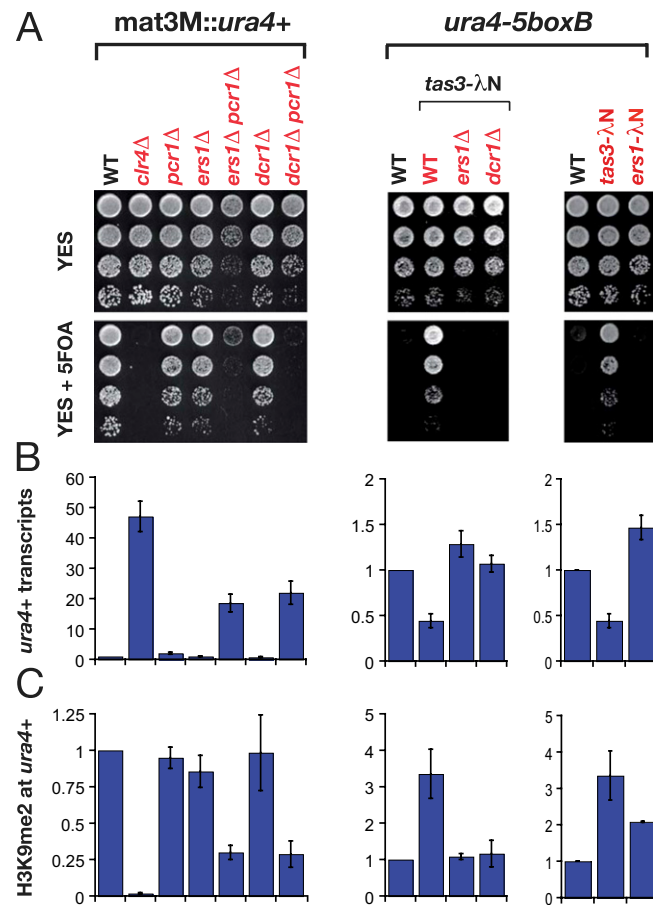 A
mat3M::ura4+
ura4-5boxB
tas3-λN
WT
clr4Δ
pcr1Δ
ers1Δ
ers1Δ pcr1Δ
dcr1Δ
dcr1Δ pcr1Δ
WT
WT
ers1Δ
dcr1Δ
WT
tas3-λN
ers1-λN
YES
YES + 5FOA
B
ura4+ transcripts
60
50
40
30
20
10
0
2
1.5
1
0.5
0
2
1.5
1
0.5
0
C
H3K9me2 at ura4+
1.25
1
0.75
0.5
0.25
0
5
4
3
2
1
0
5
4
3
2
1
0